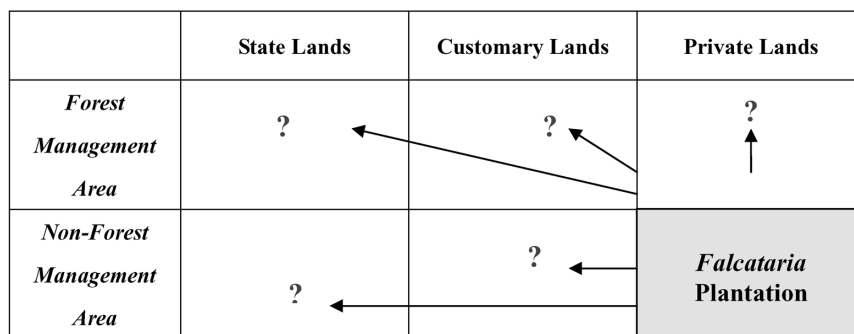 State Lands
Customary Lands
Private Lands
Forest
Management
Area
?
?
?
Non-Forest
Management
Area
?
?
Falcataria
Plantation